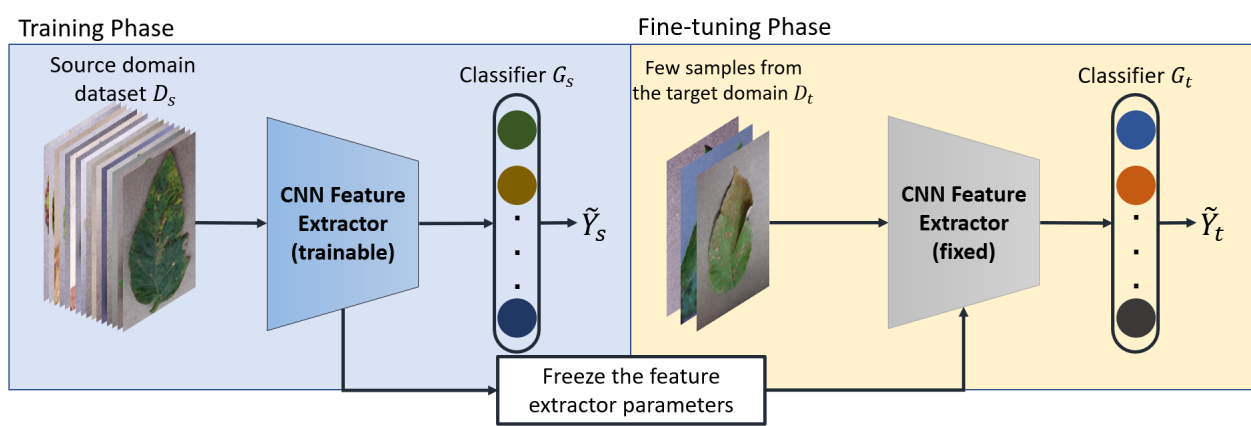 Training Phase
Source domain
dataset Dₛ
CNN Feature
Extractor
(trainable)
Classifier Gₛ
Ỹₛ
Fine-tuning Phase
Few samples from
the target domain Dₜ
CNN Feature
Extractor
(fixed)
Classifier Gₜ
Ỹₜ
Freeze the feature
extractor parameters